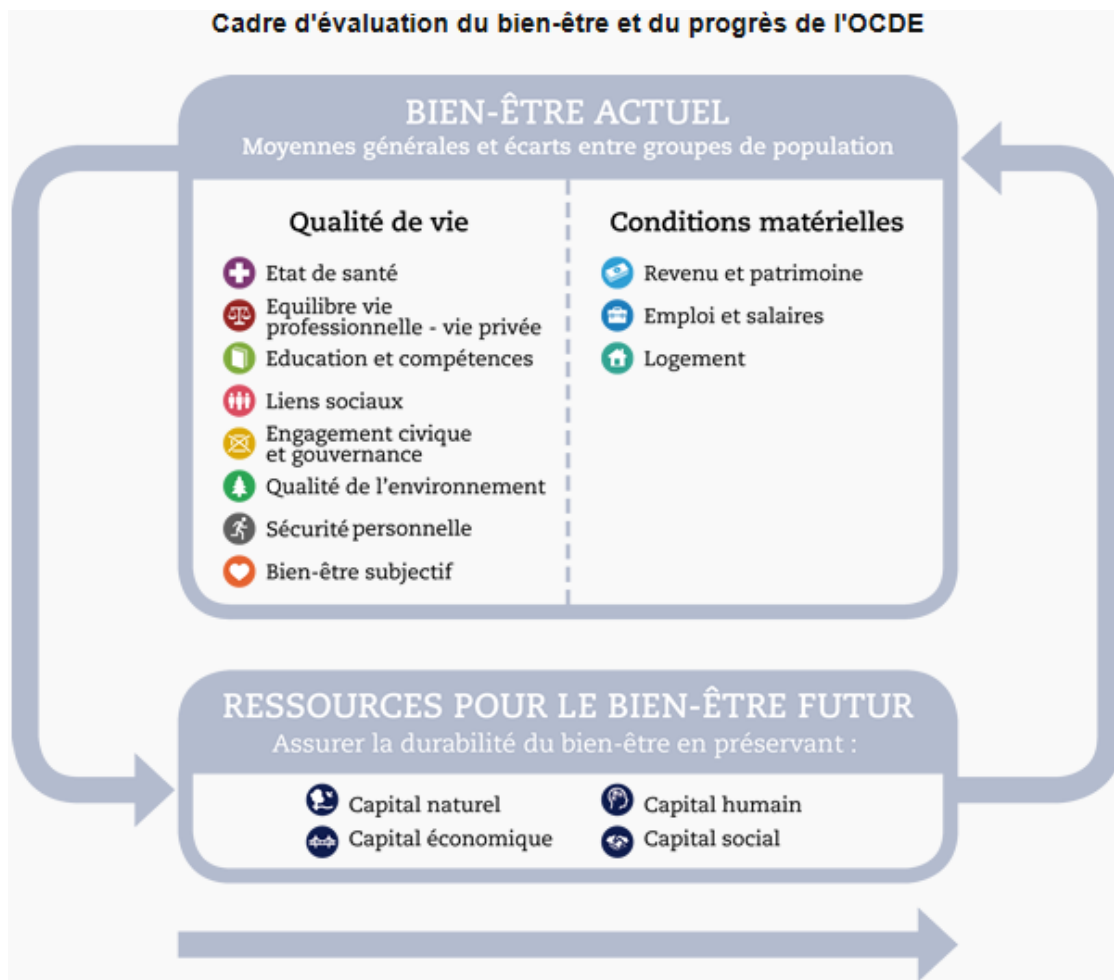 Cadre d'évaluation du bien-être et du progrès de l'OCDE
BIEN-ÊTRE ACTUEL
Moyennes générales et écarts entre groupes de population
Qualité de vie
Etat de santé
Equilibre vie
professionnelle - vie privée
Education et compétences
Liens sociaux
Engagement civique
et gouvernance
Qualité de l'environnement
Sécurité personnelle
Bien-être subjectif
Conditions matérielles
Revenu et patrimoine
Emploi et salaires
Logement
RESSOURCES POUR LE BIEN-ÊTRE FUTUR
Assurer la durabilité du bien-être en préservant :
Capital naturel
Capital économique
Capital humain
Capital social